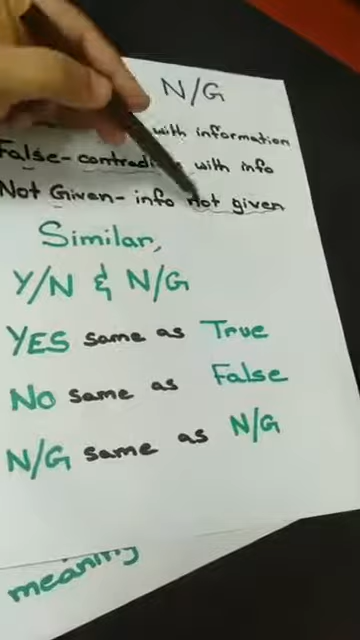 N/G
with information
False- contradi with info
Not Given- info not given
Similar,
Y/N & N/G
YES same as True
No same as False
N/G same as N/G
meaning